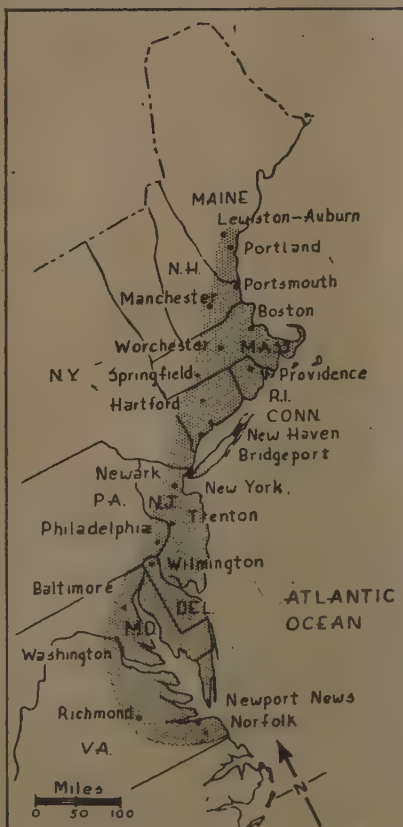 MAINE
Lewiston-Auburn
Portland
N.H.
Portsmouth
Manchester
Boston
Worchester
MASS
N.Y.
Springfield
Providence
R.I.
Hartford
CONN.
New Haven
Bridgeport
Newark
New York.
P.A.
N.J.
Trenton
Philadelphia
Wilmington
Baltimore
DEL.
ATLANTIC
OCEAN
MD.
Washington
Newport News
Richmond
Norfolk
V.A.
Miles
0 50 100
N